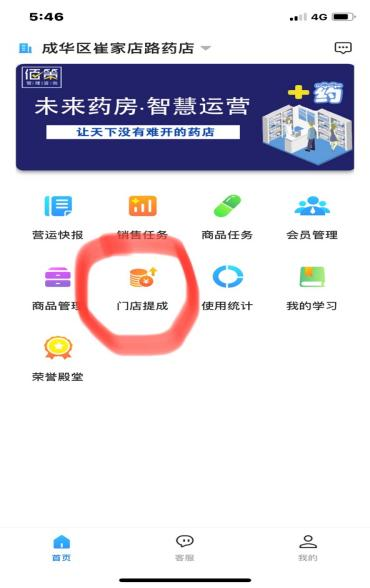 5:46
4G
成华区崔家店路药店
佰策
未来药房·智慧运营
药
让天下没有难开的药店
营运快报
销售任务
商品任务
会员管理
商品管理
门店提成
使用统计
我的学习
荣誉殿堂
首页
客服
我的